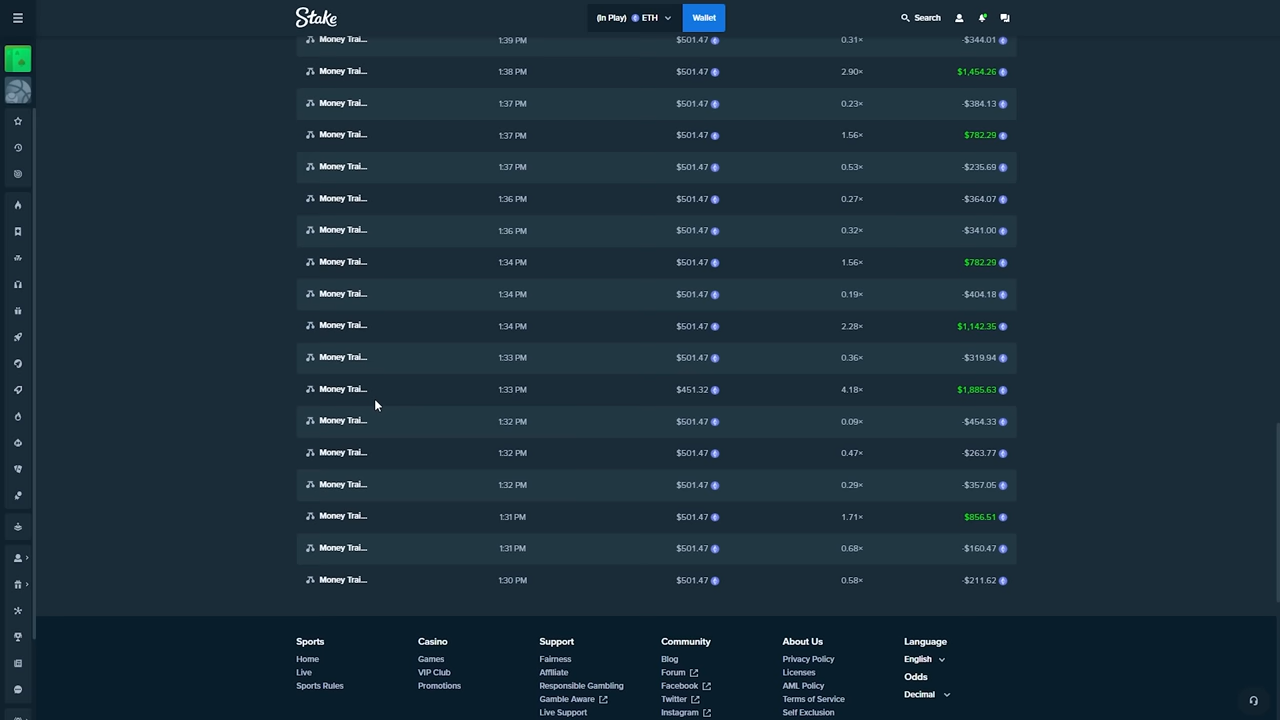 Stake (In Play) ETH Wallet Search
Money Trai... 1:39 PM $501.47 0.31× -$344.01
Money Trai... 1:38 PM $501.47 2.90× $1,454.26
Money Trai... 1:37 PM $501.47 0.23× -$384.13
Money Trai... 1:37 PM $501.47 1.56× $782.29
Money Trai... 1:37 PM $501.47 0.53× -$235.69
Money Trai... 1:36 PM $501.47 0.27× -$364.07
Money Trai... 1:36 PM $501.47 0.32× -$341.00
Money Trai... 1:34 PM $501.47 1.56× $782.29
Money Trai... 1:34 PM $501.47 0.19× -$404.18
Money Trai... 1:34 PM $501.47 2.28× $1,142.35
Money Trai... 1:33 PM $501.47 0.36× -$319.94
Money Trai... 1:33 PM $451.32 4.18× $1,885.63
Money Trai... 1:32 PM $501.47 0.09× -$454.33
Money Trai... 1:32 PM $501.47 0.47× -$263.77
Money Trai... 1:32 PM $501.47 0.29× -$357.05
Money Trai... 1:31 PM $501.47 1.71× $856.51
Money Trai... 1:31 PM $501.47 0.68× -$160.47
Money Trai... 1:30 PM $501.47 0.58× -$211.62
Sports Casino Support Community About Us Language
Home Games Fairness Blog Privacy Policy English
Live VIP Club Affiliate Forum Licenses Odds
Sports Rules Promotions Responsible Gambling Facebook AML Policy Decimal
Gamble Aware Twitter Terms of Service
Live Support Instagram Self Exclusion